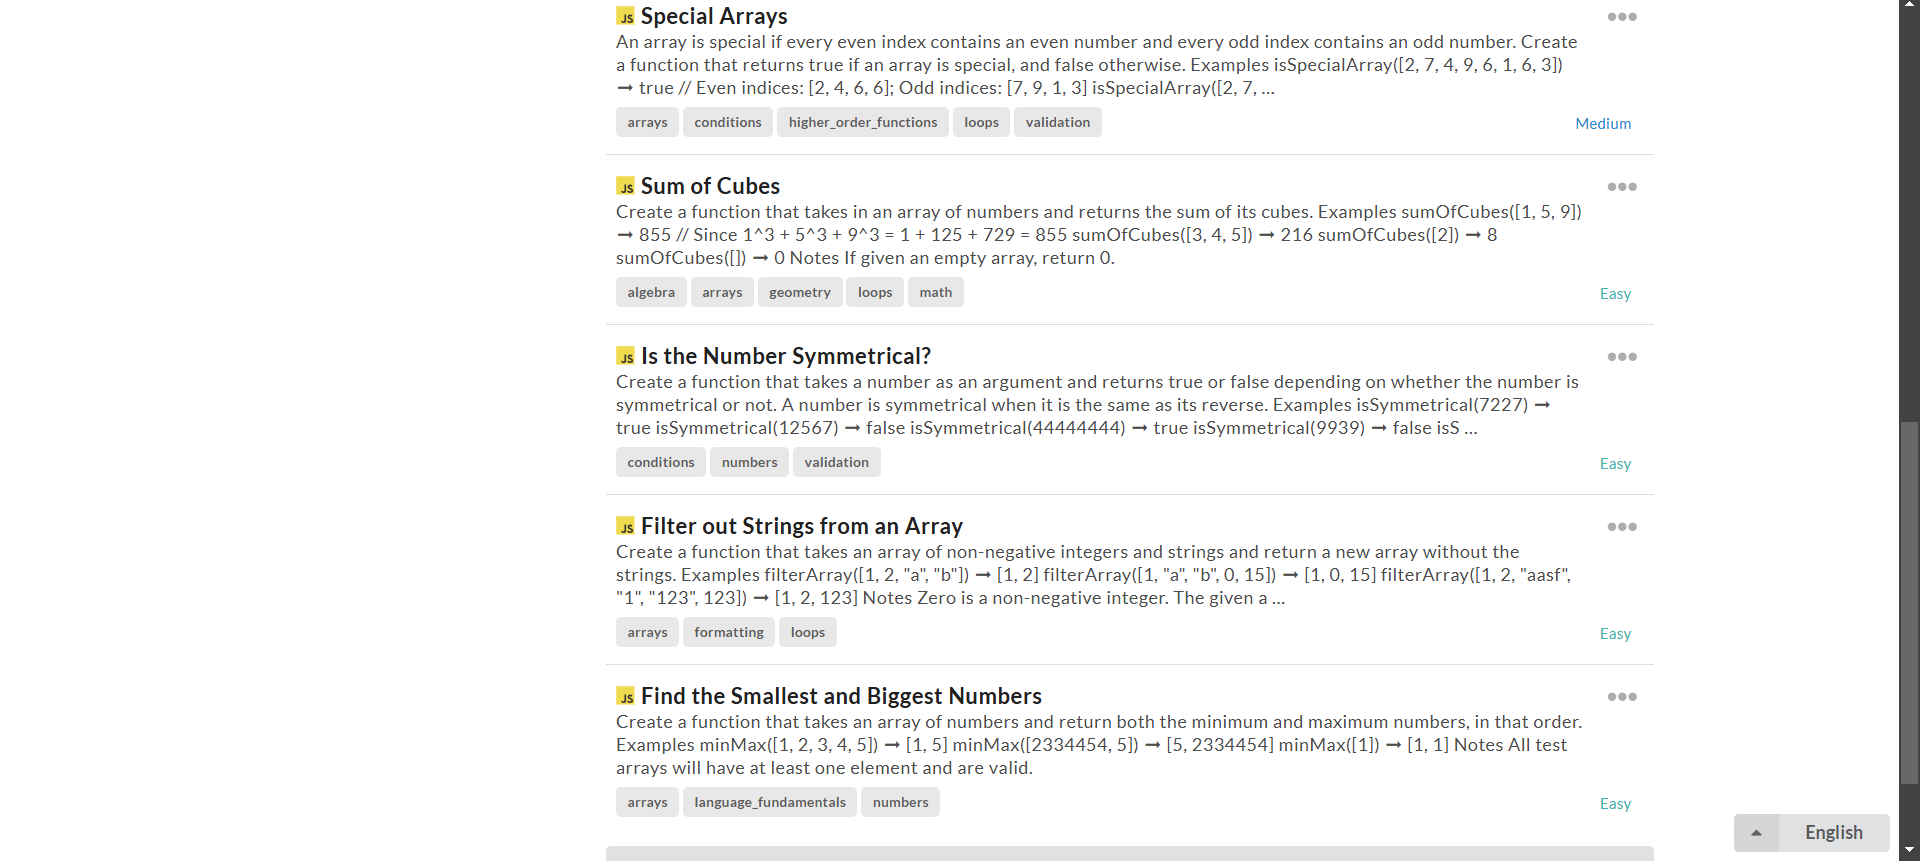 JS Special Arrays
An array is special if every even index contains an even number and every odd index contains an odd number. Create
a function that returns true if an array is special, and false otherwise. Examples isSpecialArray([2, 7, 4, 9, 6, 1, 6, 3])
→ true // Even indices: [2, 4, 6, 6]; Odd indices: [7, 9, 1, 3] isSpecialArray([2, 7, ...
arrays conditions higher_order_functions loops validation
Medium
JS Sum of Cubes
Create a function that takes in an array of numbers and returns the sum of its cubes. Examples sumOfCubes([1, 5, 9])
→ 855 // Since 1^3 + 5^3 + 9^3 = 1 + 125 + 729 = 855 sumOfCubes([3, 4, 5]) → 216 sumOfCubes([2]) → 8
sumOfCubes([]) → 0 Notes If given an empty array, return 0.
algebra arrays geometry loops math
Easy
JS Is the Number Symmetrical?
Create a function that takes a number as an argument and returns true or false depending on whether the number is
symmetrical or not. A number is symmetrical when it is the same as its reverse. Examples isSymmetrical(7227) →
true isSymmetrical(12567) → false isSymmetrical(44444444) → true isSymmetrical(9939) → false isS ...
conditions numbers validation
Easy
JS Filter out Strings from an Array
Create a function that takes an array of non-negative integers and strings and return a new array without the
strings. Examples filterArray([1, 2, "a", "b"]) → [1, 2] filterArray([1, "a", "b", 0, 15]) → [1, 0, 15] filterArray([1, 2, "aasf",
"1", "123", 123]) → [1, 2, 123] Notes Zero is a non-negative integer. The given a ...
arrays formatting loops
Easy
JS Find the Smallest and Biggest Numbers
Create a function that takes an array of numbers and return both the minimum and maximum numbers, in that order.
Examples minMax([1, 2, 3, 4, 5]) → [1, 5] minMax([2334454, 5]) → [5, 2334454] minMax([1]) → [1, 1] Notes All test
arrays will have at least one element and are valid.
arrays language_fundamentals numbers
Easy
English